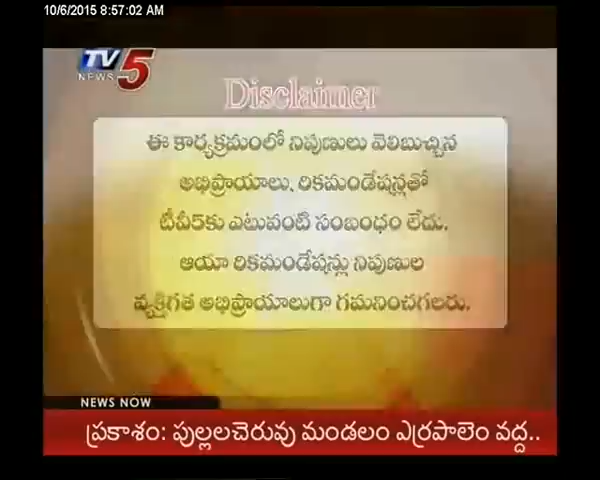 10/6/2015 8:57:02 AM
TV5
NEWS
Disclaimer
ఈ కార్యక్రమంలో నిపుణులు వెలిబుచ్చిన
అభిప్రాయాలు, రికమండేషన్లతో
టీవీ5కు ఎటువంటి సంబంధం లేదు.
ఆయా రికమండేషన్లు నిపుణుల
వ్యక్తిగత అభిప్రాయాలుగా గమనించగలరు.
NEWS NOW
ప్రకాశం: పుల్లలచెరువు మండలం ఎర్రపాలెం వద్ద..